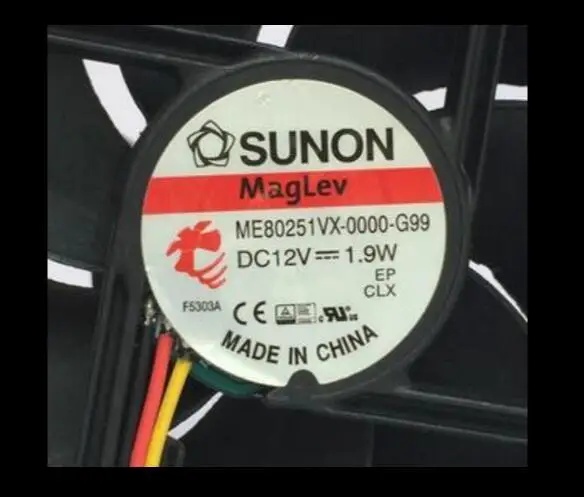 SUNON
MagLev
ME80251VX-0000-G99
DC12V⎓1.9W
EP
CLX
F5303A
CE
MADE IN CHINA